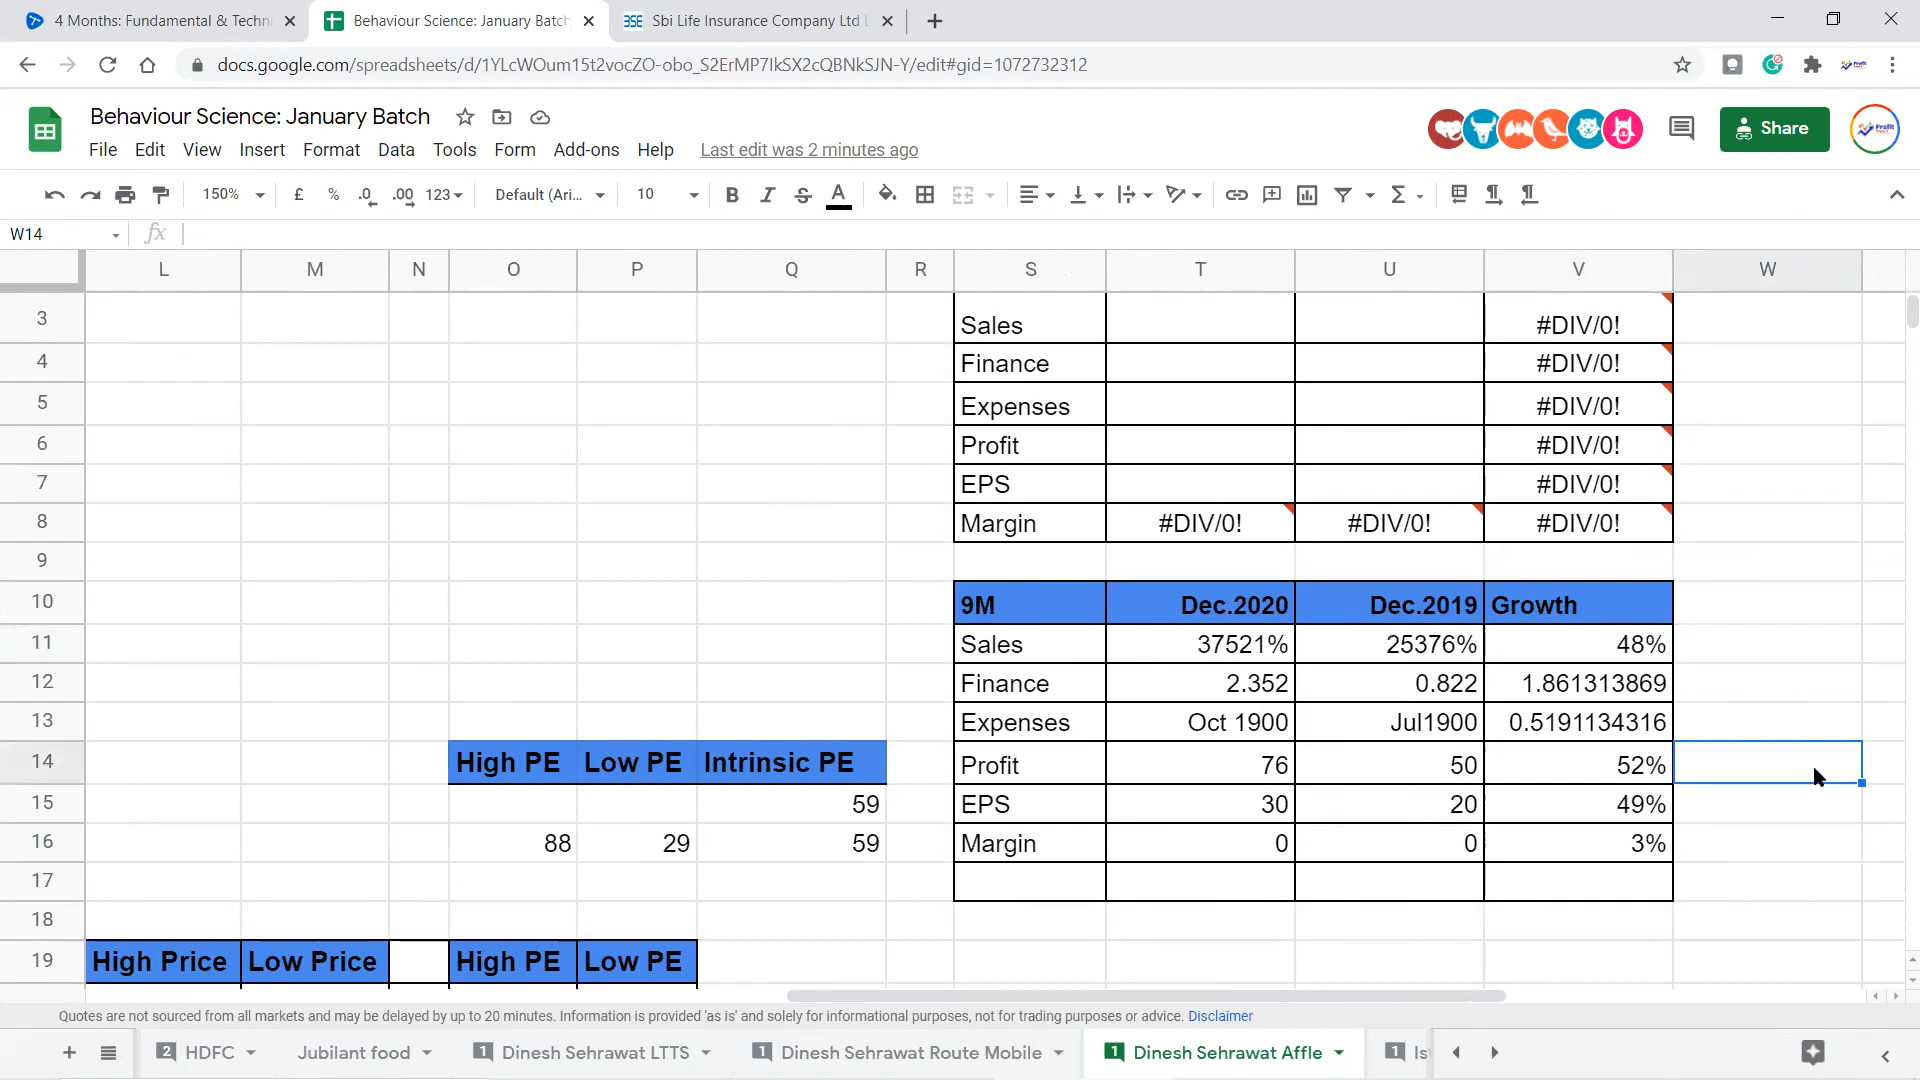 4 Months: Fundamental & Techni
Behaviour Science: January Batch
Sbi Life Insurance Company Ltd L
docs.google.com/spreadsheets/d/1YLcWOum15t2vocZO-obo_S2ErMP7IkSX2cQBNkSJN-Y/edit#gid=1072732312
Behaviour Science: January Batch
Share
File Edit View Insert Format Data Tools Form Add-ons Help Last edit was 2 minutes ago
150% £ % .0 .00 123 Default (Ari... 10 B I S A
W14 fx
L M N O P Q R S T U V W
3 Sales #DIV/0!
4 Finance #DIV/0!
5 Expenses #DIV/0!
6 Profit #DIV/0!
7 EPS #DIV/0!
8 Margin #DIV/0! #DIV/0! #DIV/0!
9
10 9M Dec.2020 Dec.2019 Growth
11 Sales 37521% 25376% 48%
12 Finance 2.352 0.822 1.861313869
13 Expenses Oct 1900 Jul1900 0.5191134316
14 High PE Low PE Intrinsic PE Profit 76 50 52%
15 59 EPS 30 20 49%
16 88 29 59 Margin 0 0 3%
17
18
19 High Price Low Price High PE Low PE
Quotes are not sourced from all markets and may be delayed by up to 20 minutes. Information is provided 'as is' and solely for informational purposes, not for trading purposes or advice. Disclaimer
2 HDFC Jubilant food 1 Dinesh Sehrawat LTTS 1 Dinesh Sehrawat Route Mobile 1 Dinesh Sehrawat Affle 1